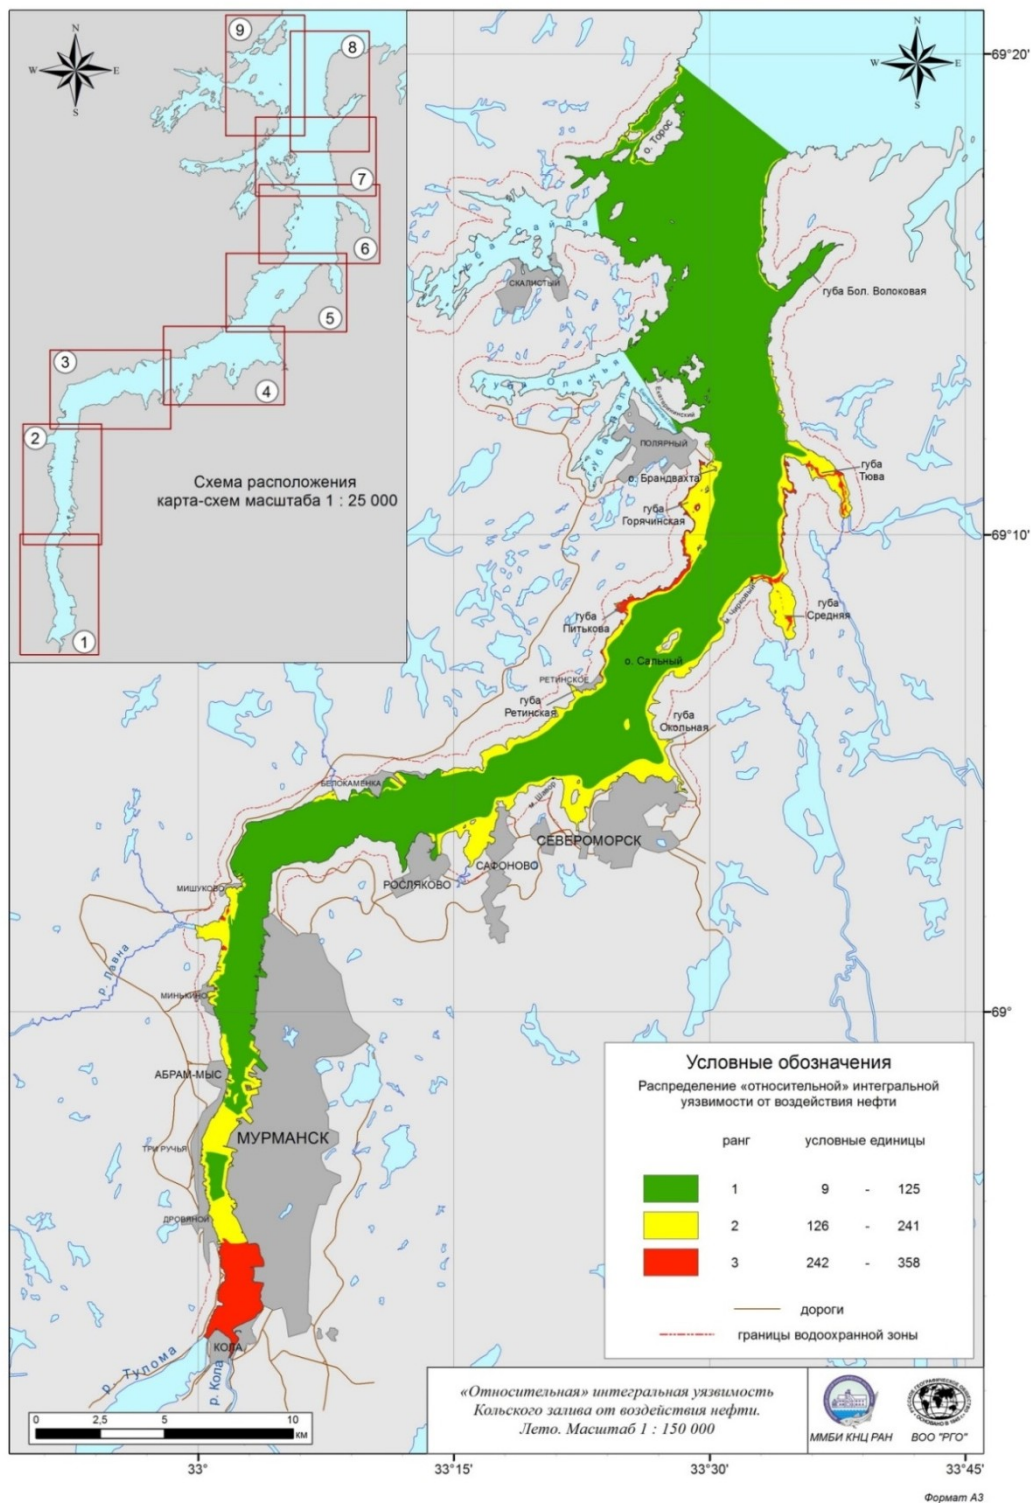 N
W
E
S
9
8
7
6
5
4
3
2
1
Схема расположения
карта-схем масштаба 1 : 25 000
N
W
E
S
69°20'
о. Торос
губа Сайда
СКАЛИСТЫЙ
губа Бол. Волоковая
Губа Оленья
Екатерининский
ПОЛЯРНЫЙ
о. Брандвахта
губа
Тюва
губа
Горячинская
69°10'
губа
Питькова
губа
Средняя
о. Сальный
РЕТИНСКОЕ
губа
Ретинская
губа
Окольная
БЕЛОКАМЕНКА
СЕВЕРОМОРСК
САФОНОВО
РОСЛЯКОВО
МИШУКОВО
р. Лавна
МИНЬКИНО
69°
АБРАМ-МЫС
МУРМАНСК
ТРИ РУЧЬЯ
ДРОВЯНОЙ
КОЛА
р. Тулома
р. Кола
Условные обозначения
Распределение «относительной» интегральной
уязвимости от воздействия нефти
ранг условные единицы
1 9 - 125
2 126 - 241
3 242 - 358
дороги
границы водоохранной зоны
0 2,5 5 10
км
«Относительная» интегральная уязвимость
Кольского залива от воздействия нефти.
Лето. Масштаб 1 : 150 000
ММБИ КНЦ РАН ВОО "РГО"
33° 33°15' 33°30' 33°45'
Формат А3